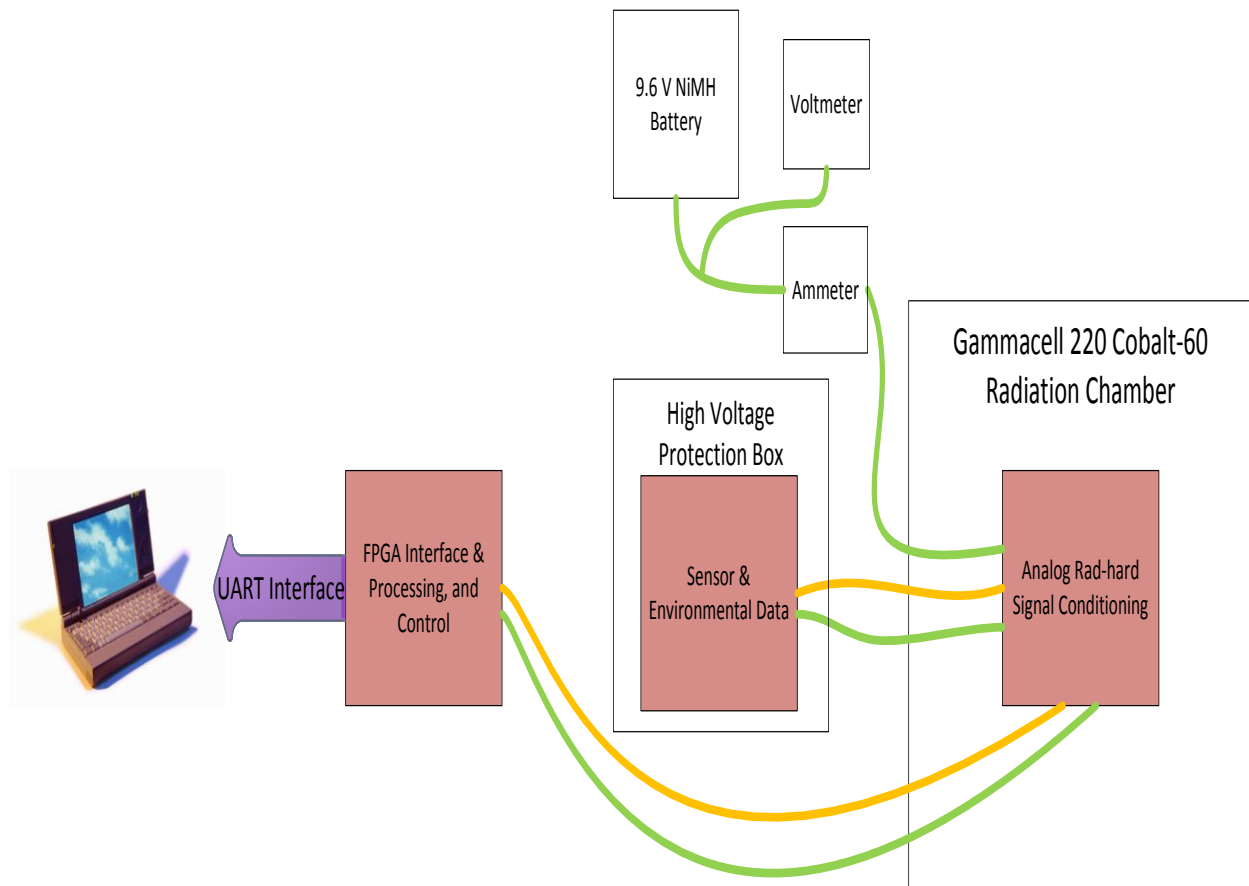 9.6 V NiMH
Battery
Voltmeter
Ammeter
Gammacell 220 Cobalt-60
Radiation Chamber
High Voltage
Protection Box
UART Interface
FPGA Interface &
Processing, and
Control
Sensor &
Environmental Data
Analog Rad-hard
Signal Conditioning